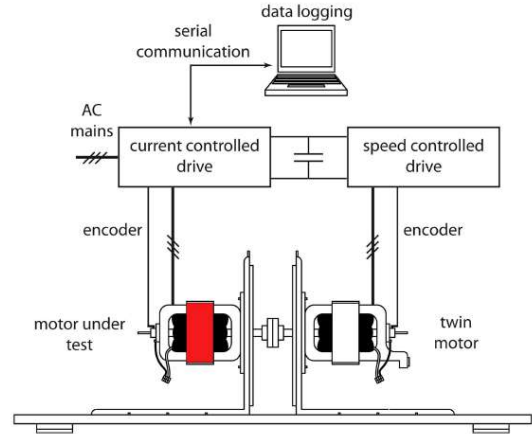 data logging
serial
communication
AC
mains
current controlled
drive
speed controlled
drive
encoder
encoder
motor under
test
twin
motor